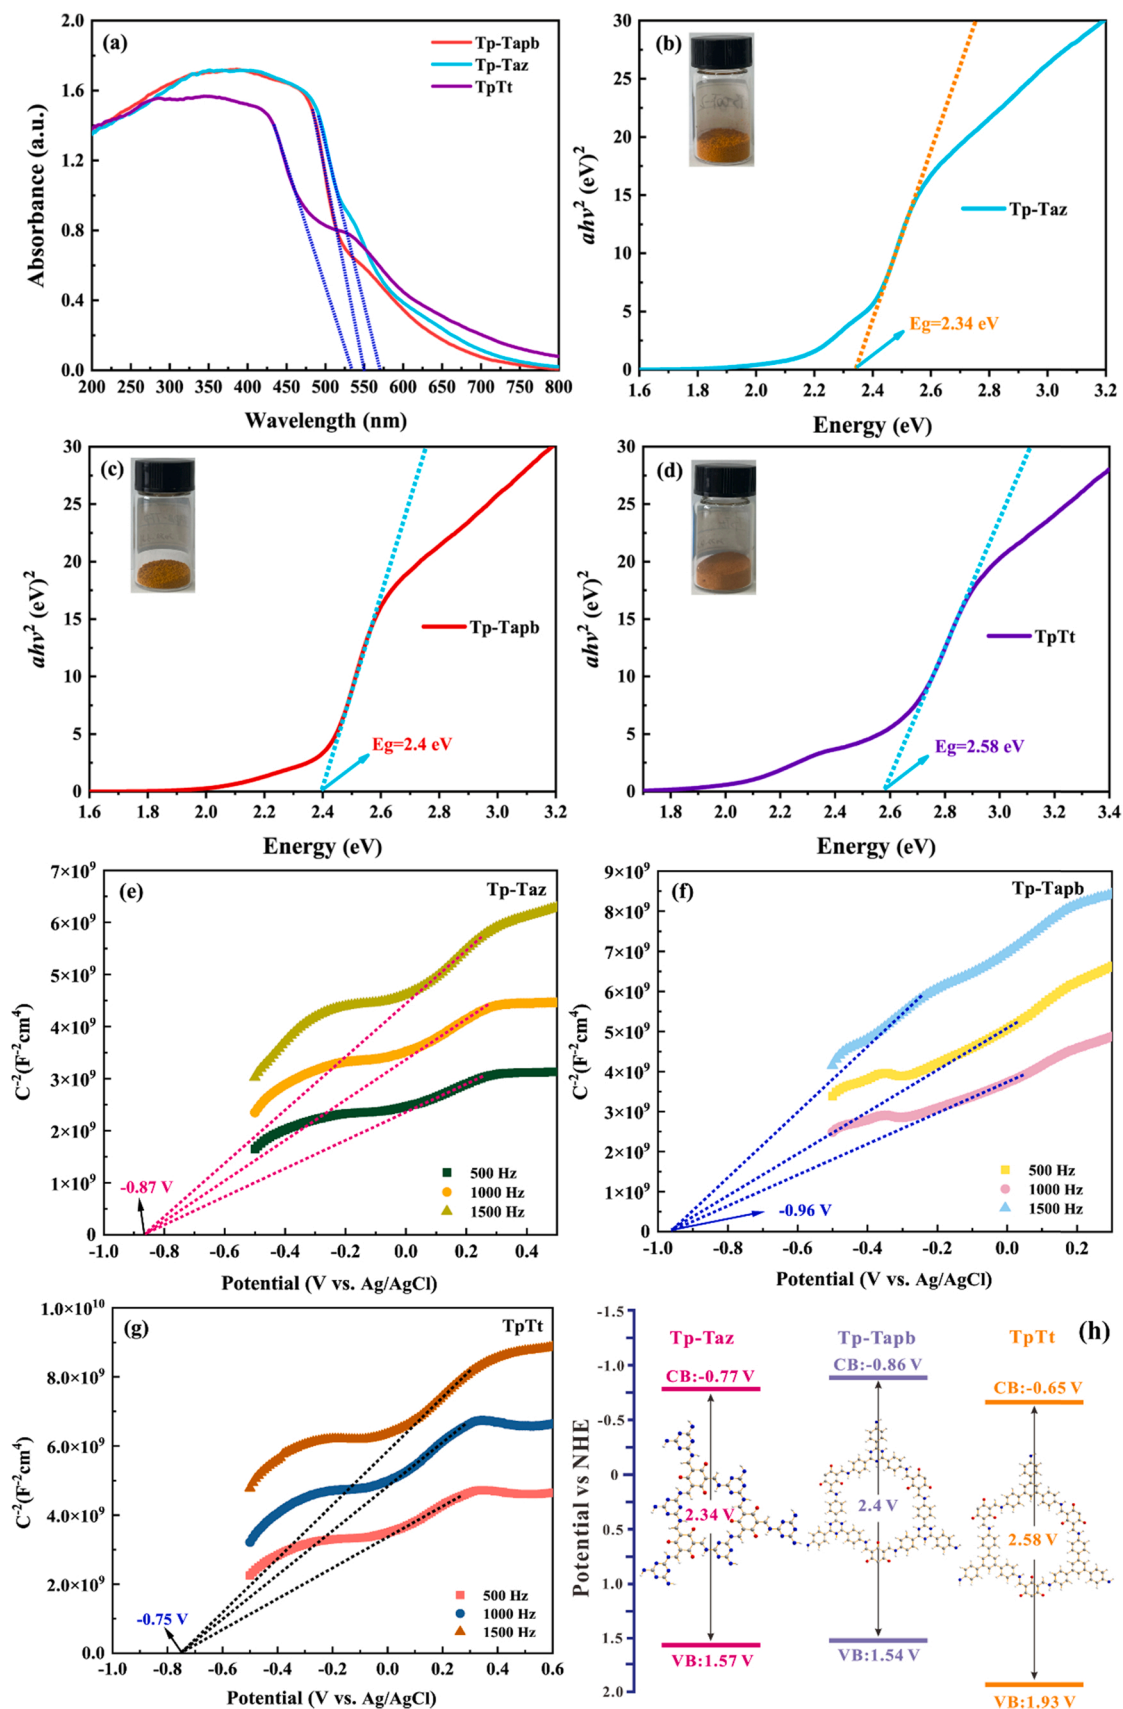 (a)
Tp-Tapb
Tp-Taz
TpTt
2.0
1.6
1.2
0.8
0.4
0.0
Absorbance (a.u.)
200 250 300 350 400 450 500 550 600 650 700 750 800
Wavelength (nm)
(b)
30
25
20
15
10
5
0
ahv² (eV)²
Tp-Taz
Eg=2.34 eV
1.6 1.8 2.0 2.2 2.4 2.6 2.8 3.0 3.2
Energy (eV)
(c)
30
25
20
15
10
5
0
ahv² (eV)²
Tp-Tapb
Eg=2.4 eV
1.6 1.8 2.0 2.2 2.4 2.6 2.8 3.0 3.2
Energy (eV)
(d)
30
25
20
15
10
5
0
ahv² (eV)²
TpTt
Eg=2.58 eV
1.8 2.0 2.2 2.4 2.6 2.8 3.0 3.2 3.4
Energy (eV)
(e)
Tp-Taz
7×10⁹
6×10⁹
5×10⁹
4×10⁹
3×10⁹
2×10⁹
1×10⁹
0
C⁻²(F⁻²cm⁴)
-0.87 V
500 Hz
1000 Hz
1500 Hz
-1.0 -0.8 -0.6 -0.4 -0.2 0.0 0.2 0.4
Potential (V vs. Ag/AgCl)
(f)
Tp-Tapb
9×10⁹
8×10⁹
7×10⁹
6×10⁹
5×10⁹
4×10⁹
3×10⁹
2×10⁹
1×10⁹
0
C⁻²(F⁻²cm⁴)
-0.96 V
500 Hz
1000 Hz
1500 Hz
-1.0 -0.8 -0.6 -0.4 -0.2 0.0 0.2
Potential (V vs. Ag/AgCl)
(g)
TpTt
1.0×10¹⁰
8.0×10⁹
6.0×10⁹
4.0×10⁹
2.0×10⁹
0.0
C⁻²(F⁻²cm⁴)
-0.75 V
500 Hz
1000 Hz
1500 Hz
-1.0 -0.8 -0.6 -0.4 -0.2 0.0 0.2 0.4 0.6
Potential (V vs. Ag/AgCl)
(h)
Tp-Taz Tp-Tapb TpTt
-1.5
-1.0
-0.5
0
0.5
1.0
1.5
2.0
Potential vs NHE
CB:-0.77 V
CB:-0.86 V
CB:-0.65 V
2.34 V
2.4 V
2.58 V
VB:1.57 V
VB:1.54 V
VB:1.93 V